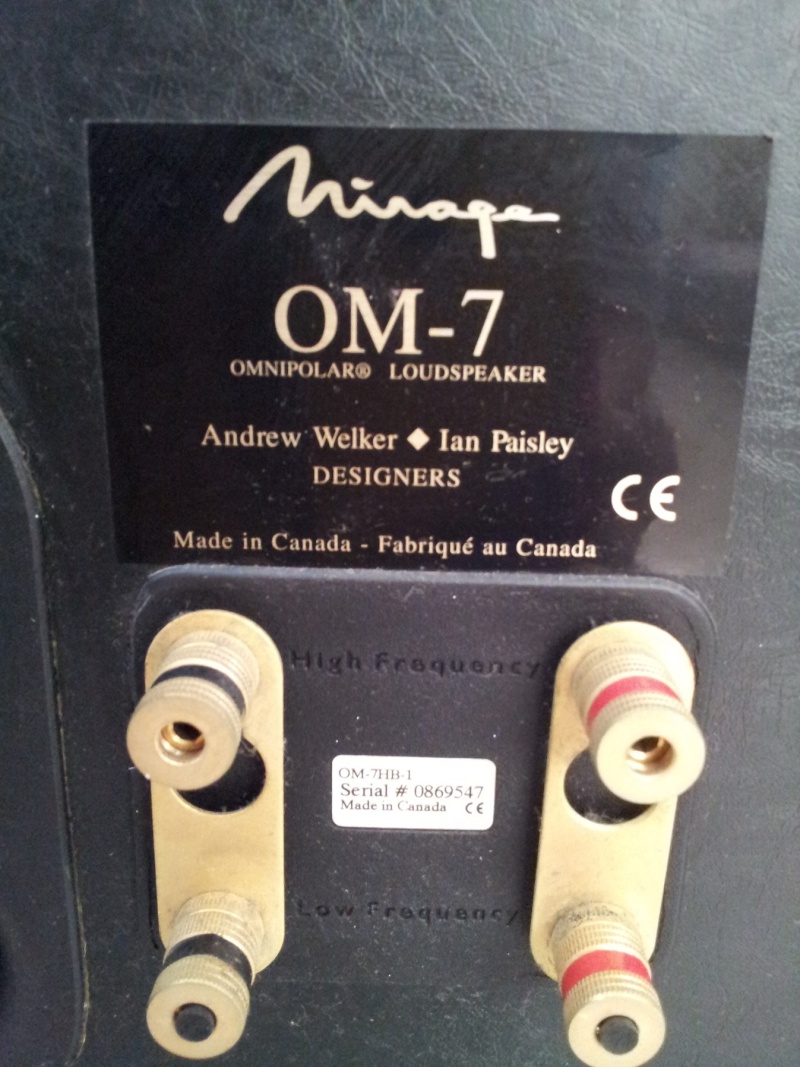 Mirage
OM-7
OMNIPOLAR® LOUDSPEAKER
Andrew Welker ◆ Ian Paisley
DESIGNERS
CE
Made in Canada - Fabriqué au Canada
High Frequency
OM-7HB-1
Serial # 0869547
Made in Canada CE
Low Frequency